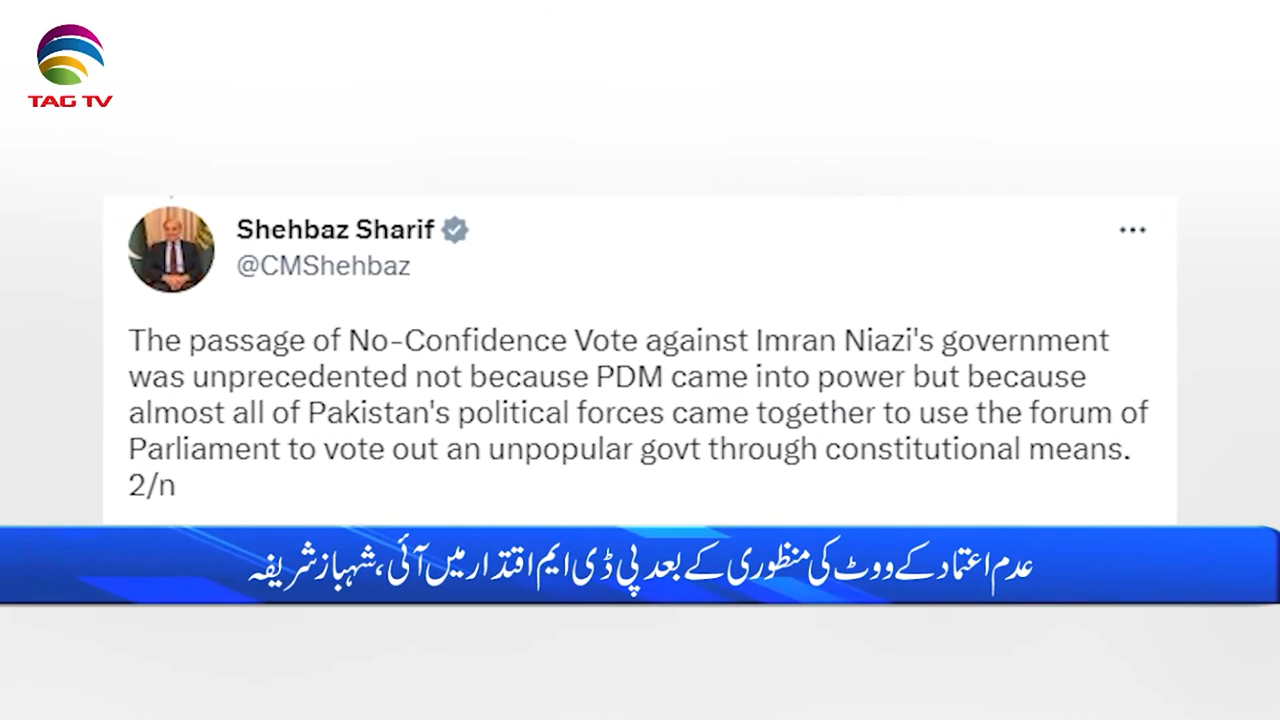 TAG TV
Shehbaz Sharif
@CMShehbaz
The passage of No-Confidence Vote against Imran Niazi's government
was unprecedented not because PDM came into power but because
almost all of Pakistan's political forces came together to use the forum of
Parliament to vote out an unpopular govt through constitutional means.
2/n
عدم اعتماد کے ووٹ کی منظوری کے بعد پی ڈی ایم اقتدار میں آئی، شہباز شریفہ